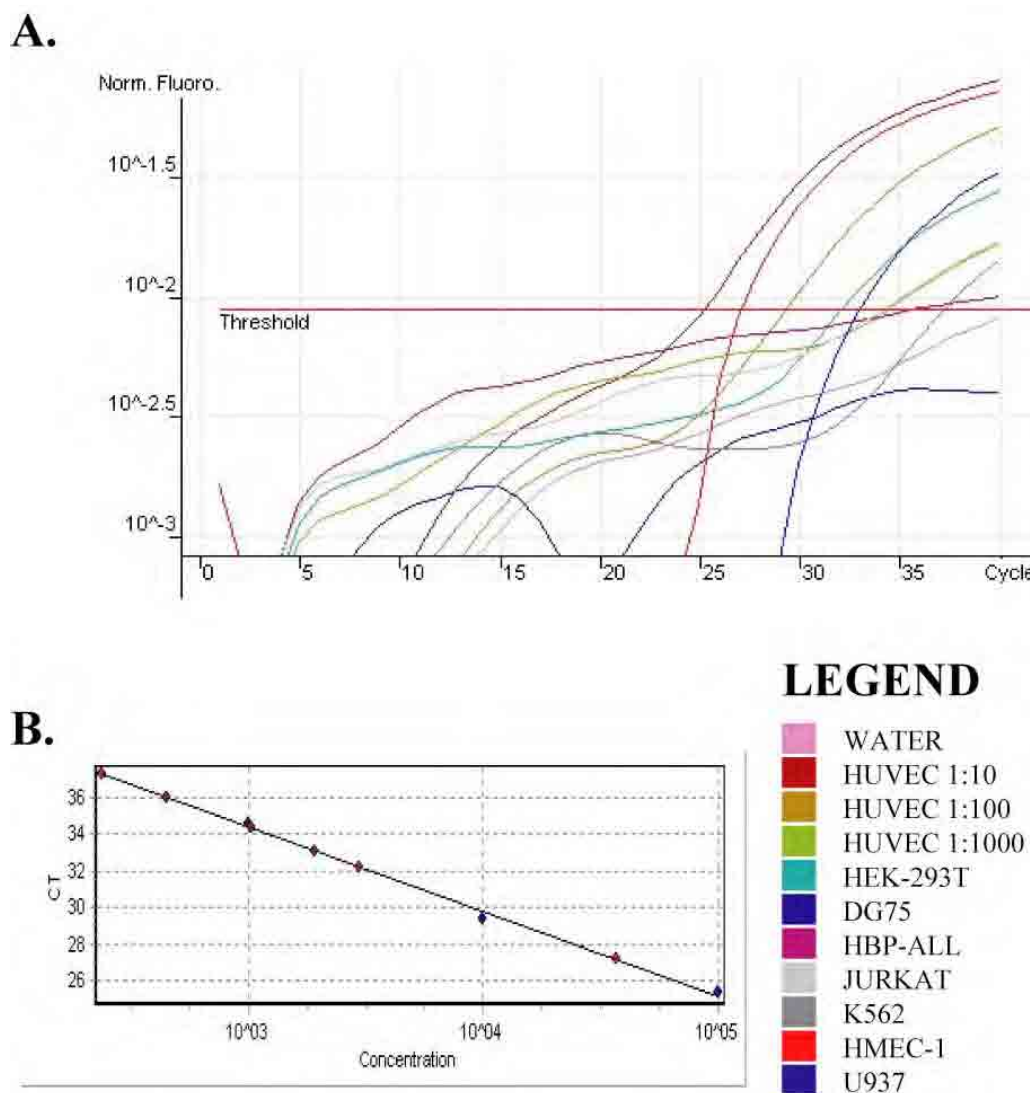 A.
Norm. Fluoro.
10^-1.5
10^-2
Threshold
10^-2.5
10^-3
0 5 10 15 20 25 30 35 Cycle
LEGEND
WATER
HUVEC 1:10
HUVEC 1:100
HUVEC 1:1000
HEK-293T
DG75
HBP-ALL
JURKAT
K562
HMEC-1
U937
B.
36
34
32
30
28
26
CT
10^03 10^04 10^05
Concentration